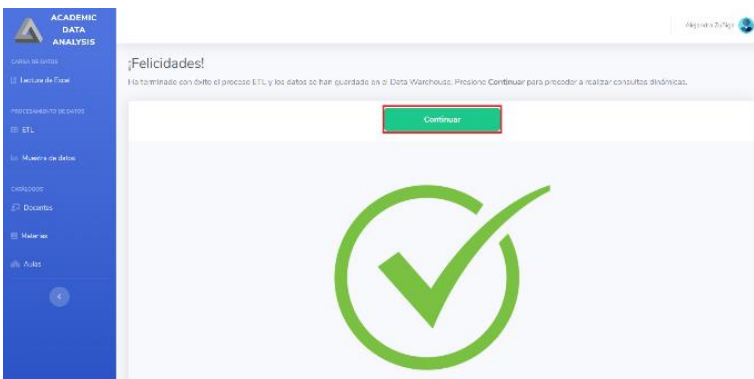 ACADEMIC
DATA
ANALYSIS
Alejandra Zúñiga
CARGA DE DATOS
Lectura de Excel
PROCESAMIENTO DE DATOS
ETL
Muestra de datos
CATÁLOGOS
Docentes
Materias
Aulas
¡Felicidades!
Ha terminado con éxito el proceso ETL y los datos se han guardado en el Data Warehouse. Presione Continuar para proceder a realizar consultas dinámicas.
Continuar